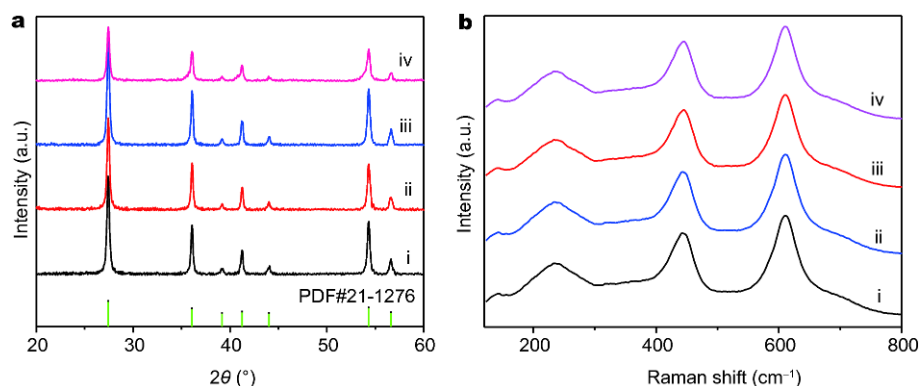 a
iv
iii
ii
i
PDF#21-1276
Intensity (a.u.)
20 30 40 50 60
2θ (°)
b
iv
iii
ii
i
Intensity (a.u.)
200 400 600 800
Raman shift (cm⁻¹)